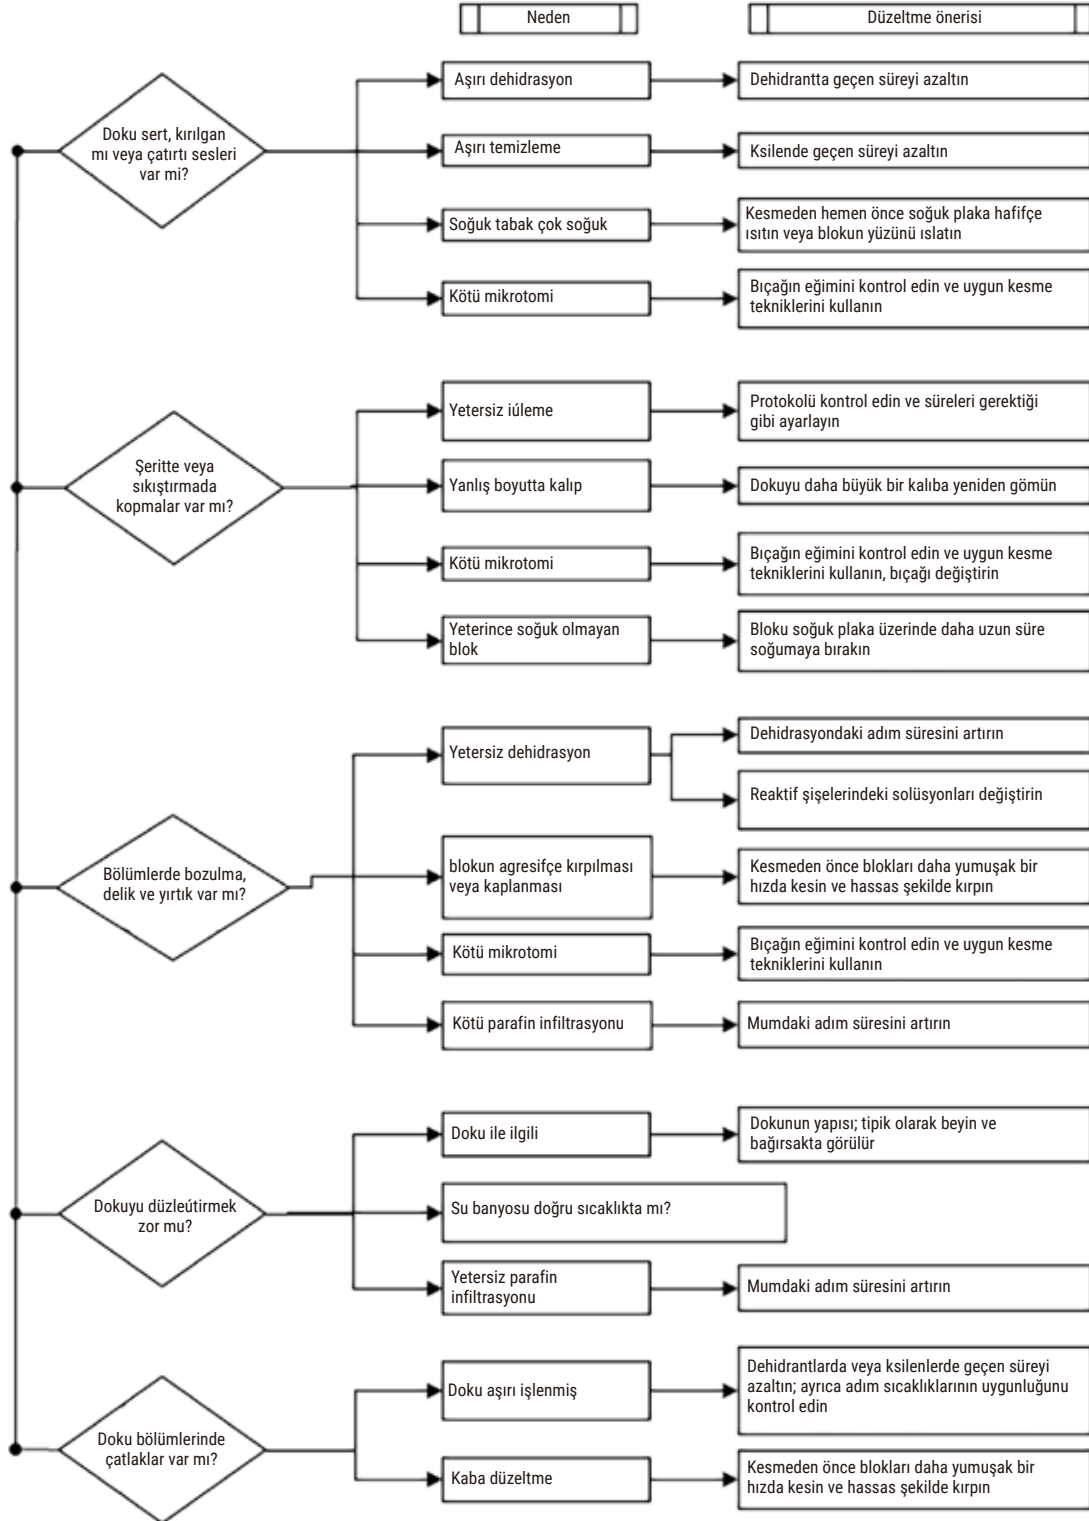 Neden
Düzeltme önerisi
Doku sert, kırılgan
mı veya çatırtı sesleri
var mi?
Aşırı dehidrasyon
Dehidrantta geçen süreyi azaltın
Aşırı temizleme
Ksilende geçen süreyi azaltın
Soğuk tabak çok soğuk
Kesmeden hemen önce soğuk plaka hafifçe
ısıtın veya blokun yüzünü ıslatın
Kötü mikrotomi
Bıçağın eğimini kontrol edin ve uygun kesme
tekniklerini kullanın
Şeritte veya
sıkıştırmada
kopmalar var mı?
Yetersiz iúleme
Protokolü kontrol edin ve süreleri gerektiği
gibi ayarlayın
Yanlış boyutta kalıp
Dokuyu daha büyük bir kalıba yeniden gömün
Kötü mikrotomi
Bıçağın eğimini kontrol edin ve uygun kesme
tekniklerini kullanın, bıçağı değiştirin
Yeterince soğuk olmayan
blok
Bloku soğuk plaka üzerinde daha uzun süre
soğumaya bırakın
Bölümlerde bozulma,
delik ve yırtık var mı?
Yetersiz dehidrasyon
Dehidrasyondaki adım süresini artırın
Reaktif şişelerindeki solüsyonları değiştirin
blokun agresifçe kırpılması
veya kaplanması
Kesmeden önce blokları daha yumuşak bir
hızda kesin ve hassas şekilde kırpın
Kötü mikrotomi
Bıçağın eğimini kontrol edin ve uygun kesme
tekniklerini kullanın
Kötü parafin infiltrasyonu
Mumdaki adım süresini artırın
Dokuyu düzleútirmek
zor mu?
Doku ile ilgili
Dokunun yapısı; tipik olarak beyin ve
bağırsakta görülür
Su banyosu doğru sıcaklıkta mı?
Yetersiz parafin
infiltrasyonu
Mumdaki adım süresini artırın
Doku bölümlerinde
çatlaklar var mı?
Doku aşırı işlenmiş
Dehidrantlarda veya ksilenlerde geçen süreyi
azaltın; ayrıca adım sıcaklıklarının uygunluğunu
kontrol edin
Kaba düzeltme
Kesmeden önce blokları daha yumuşak bir
hızda kesin ve hassas şekilde kırpın